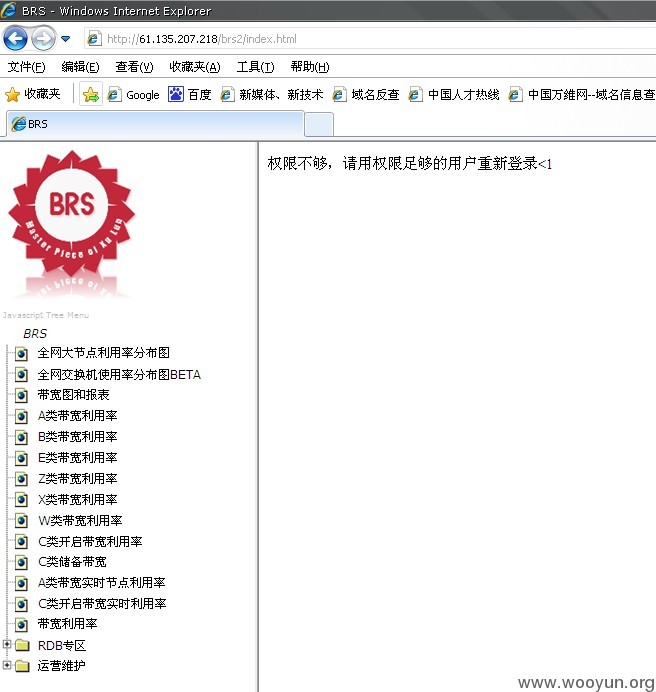 BRS - Windows Internet Explorer
http://61.135.207.218/brs2/index.html
文件(F) 编辑(E) 查看(V) 收藏夹(A) 工具(T) 帮助(H)
收藏夹 Google 百度 新媒体、新技术 域名反查 中国人才热线 中国万维网--域名信息查
BRS
权限不够，请用权限足够的用户重新登录<1
BRS
Master Piece of Xu Lun
Javascript Tree Menu
BRS
全网大节点利用率分布图
全网交换机使用率分布图BETA
带宽图和报表
A类带宽利用率
B类带宽利用率
E类带宽利用率
Z类带宽利用率
X类带宽利用率
W类带宽利用率
C类开启带宽利用率
C类储备带宽
A类带宽实时节点利用率
C类开启带宽实时利用率
带宽利用率
RDB专区
运营维护
www.wooyun.org